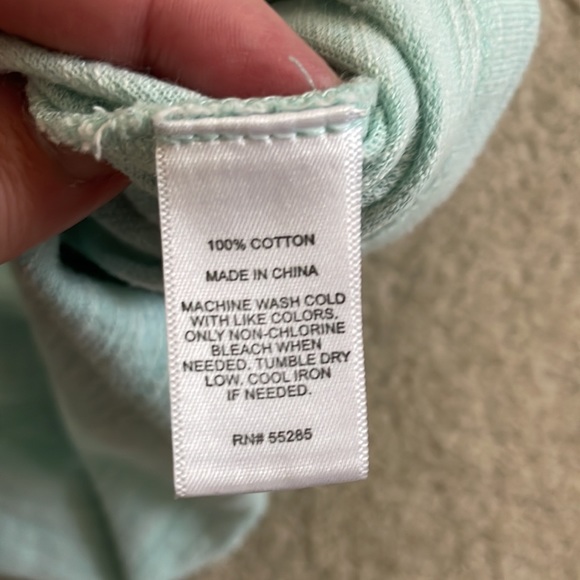 100% COTTON
MADE IN CHINA
MACHINE WASH COLD
WITH LIKE COLORS.
ONLY NON-CHLORINE
BLEACH WHEN
NEEDED. TUMBLE DRY
LOW. COOL IRON
IF NEEDED.
RN# 55285